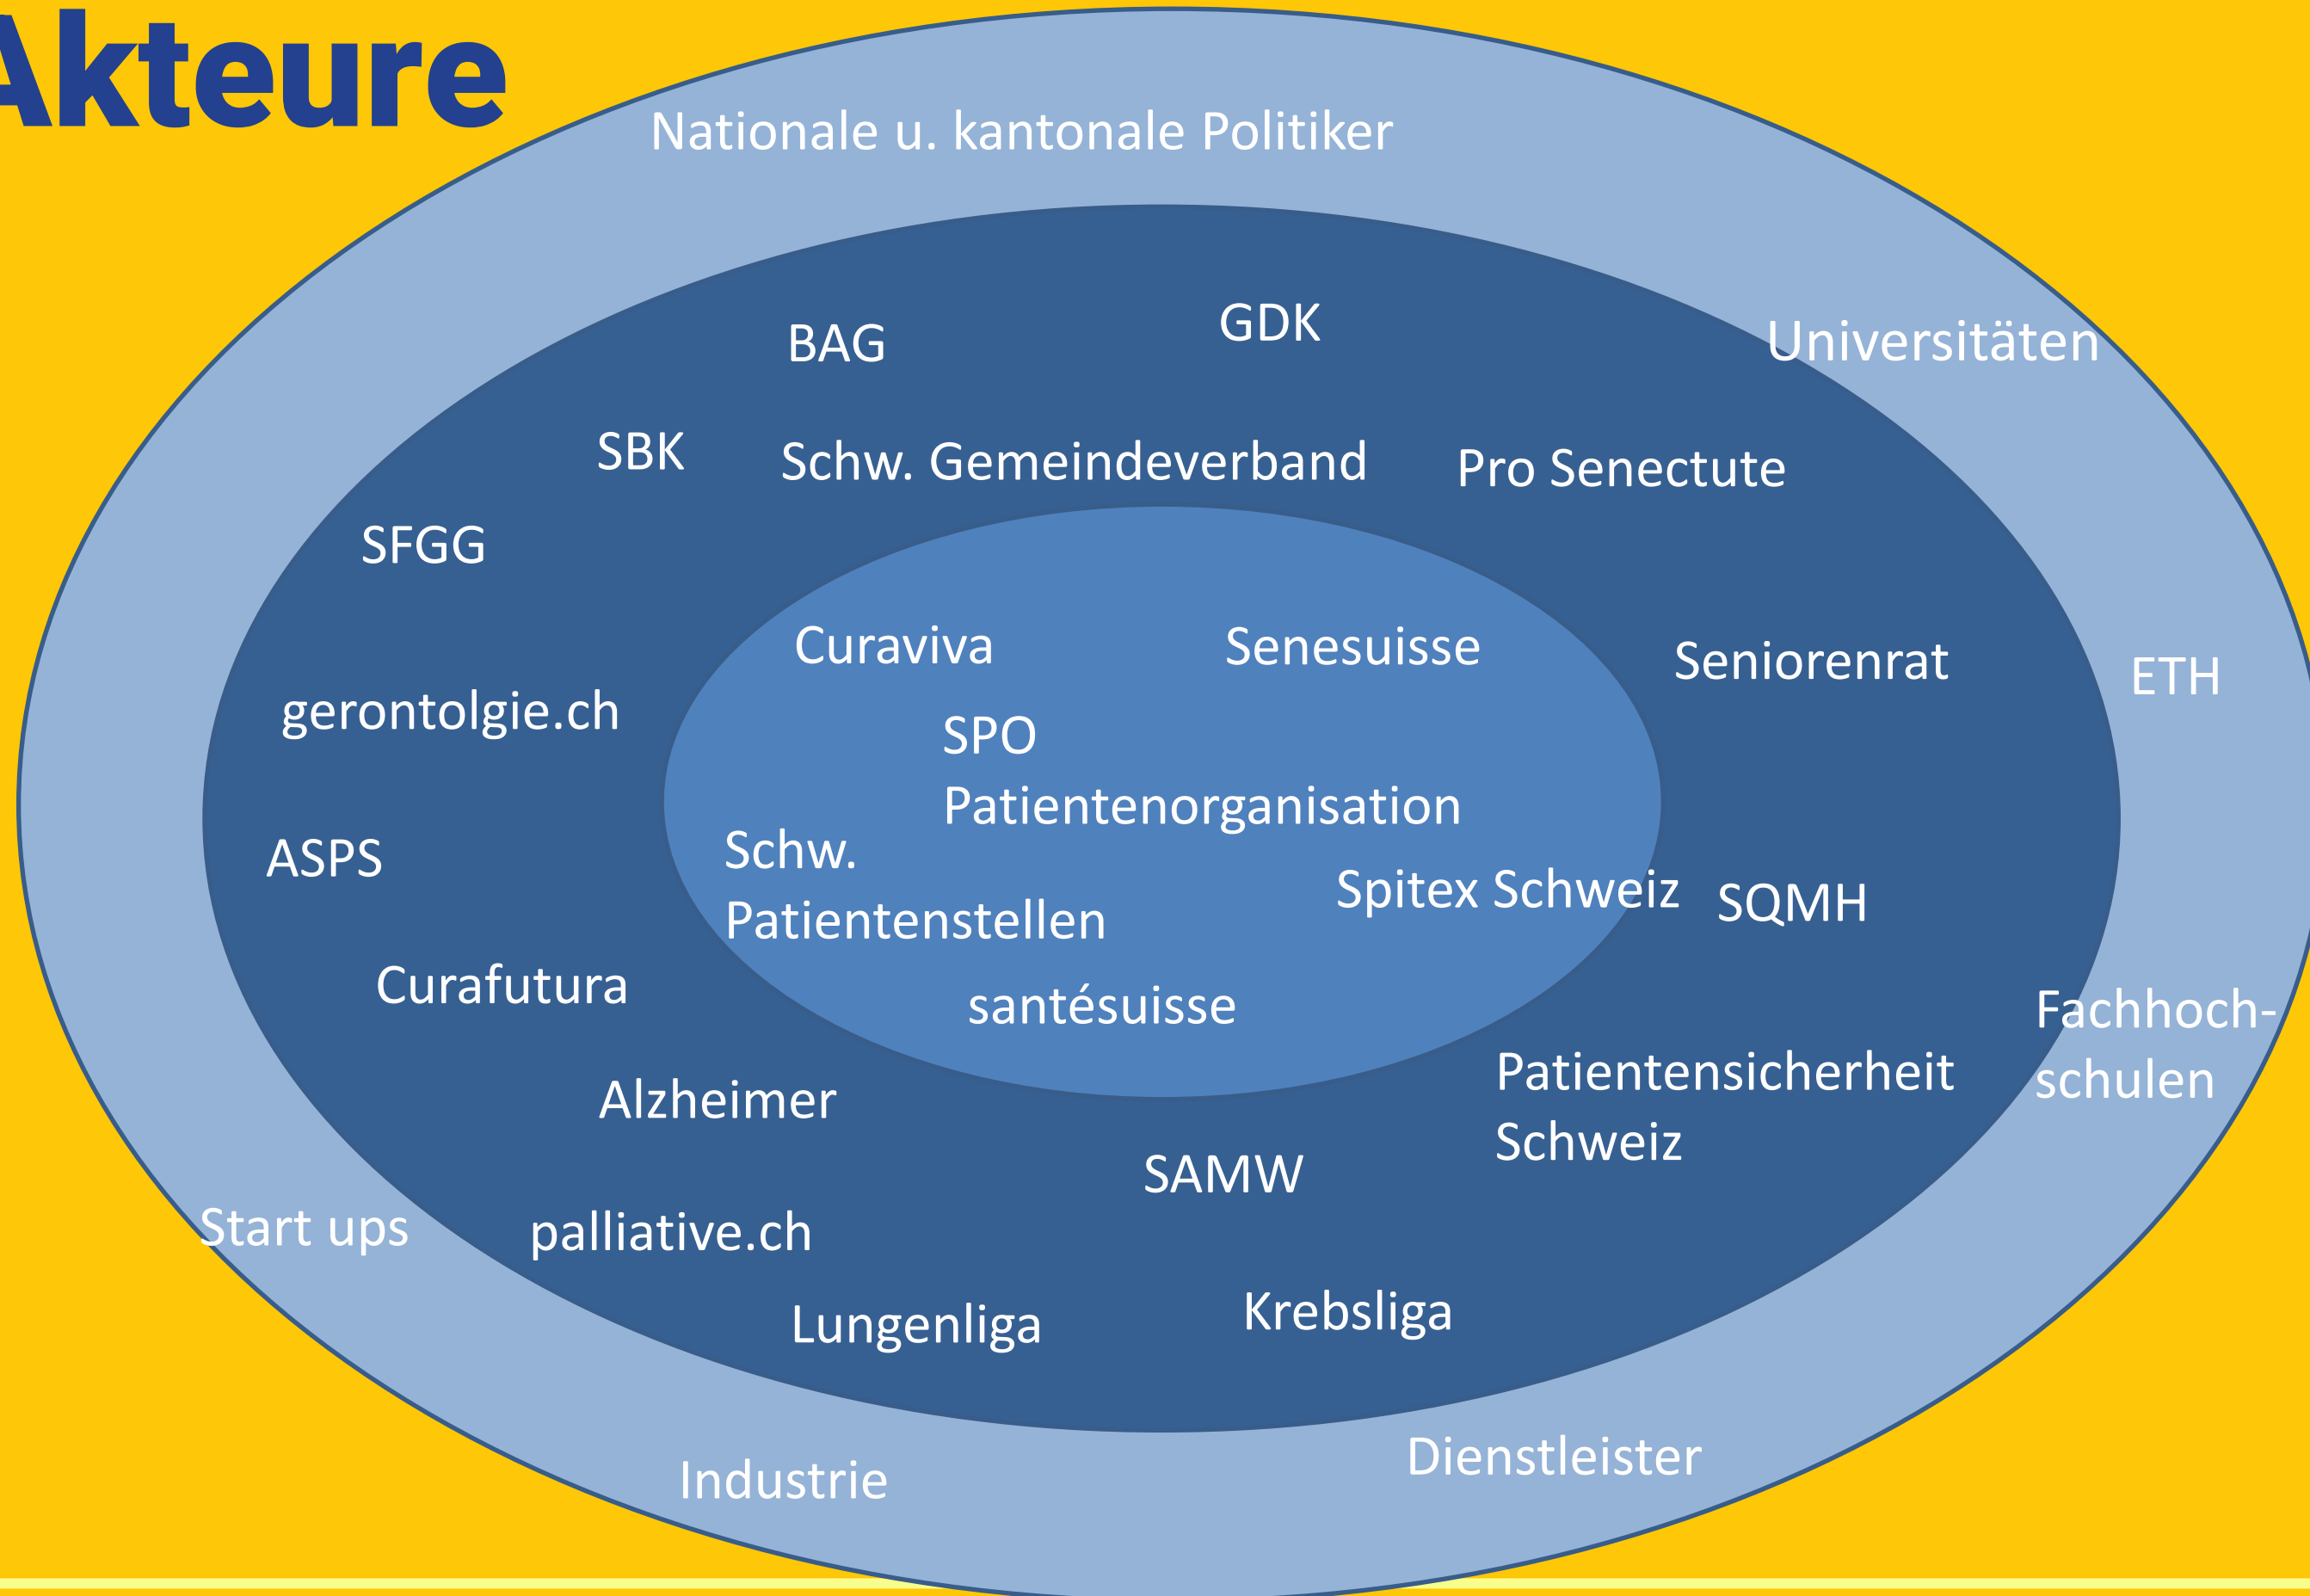 Akteure
Nationale u. kantonale Politiker
GDK
BAG
Universitäten
SBK
Schw. Gemeindeverband
Pro Senectute
SFGG
Curaviva
Senesuisse
Seniorenrat
ETH
gerontolgie.ch
SPO
Patientenorganisation
ASPS
Schw.
Patientenstellen
Spitex Schweiz
SQMH
Curafutura
santésuisse
Fachhoch-
schulen
Alzheimer
Patientensicherheit
Schweiz
SAMW
Start ups
palliative.ch
Lungenliga
Krebsliga
Industrie
Dienstleister